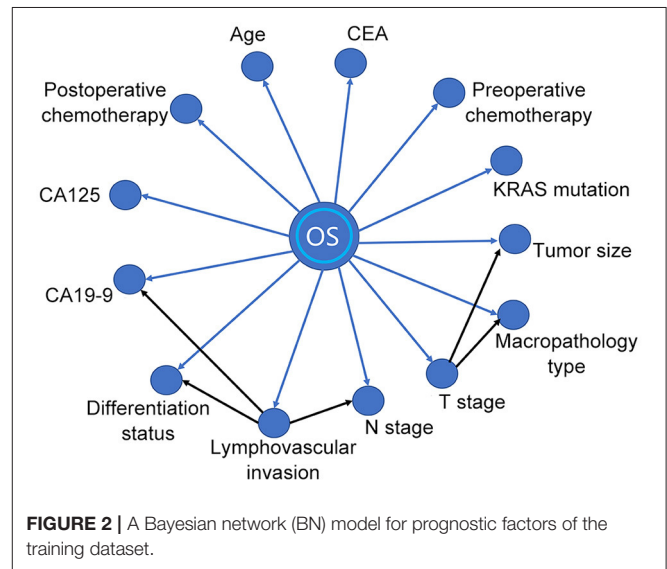 Age
CEA
Postoperative
chemotherapy
Preoperative
chemotherapy
CA125
KRAS mutation
OS
Tumor size
CA19-9
Macropathology
type
T stage
Differentiation
status
N stage
Lymphovascular
invasion
FIGURE 2 | A Bayesian network (BN) model for prognostic factors of the
training dataset.